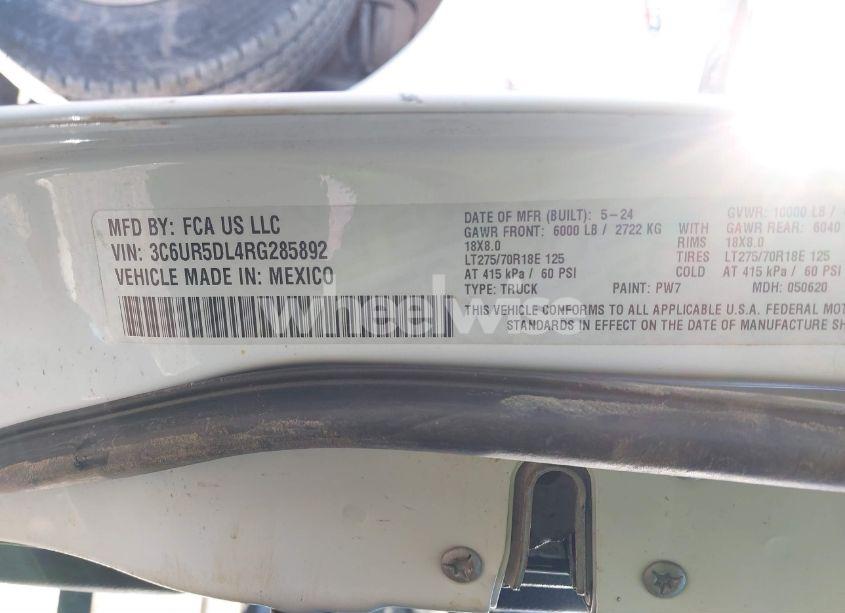 MFD BY: FCA US LLC
VIN: 3C6UR5DL4RG285892
VEHICLE MADE IN: MEXICO
DATE OF MFR (BUILT): 5-24 GVWR: 10000 LB /
GAWR FRONT: 6000 LB / 2722 KG WITH GAWR REAR: 6040
18X8.0 RIMS 18X8.0
LT275/70R18E 125 TIRES LT275/70R18E 125
AT 415 kPa / 60 PSI COLD AT 415 kPa / 60 PSI
TYPE: TRUCK PAINT: PW7 MDH: 050620
THIS VEHICLE CONFORMS TO ALL APPLICABLE U.S.A. FEDERAL MOT
STANDARDS IN EFFECT ON THE DATE OF MANUFACTURE SH
wheelwise